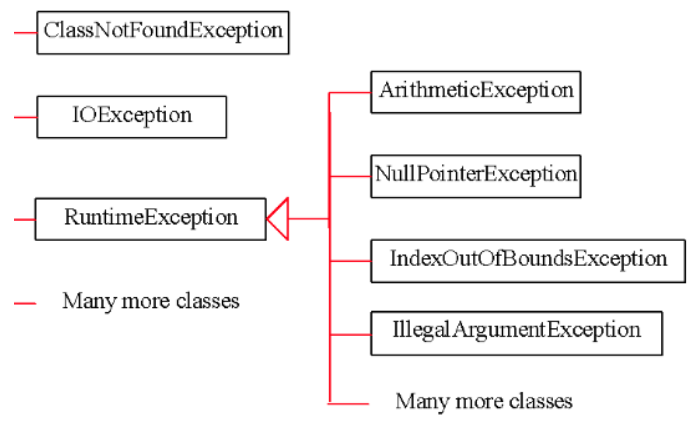 ClassNotFoundException
IOException
RuntimeException
Many more classes
ArithmeticException
NullPointerException
IndexOutOfBoundsException
IllegalArgumentException
Many more classes